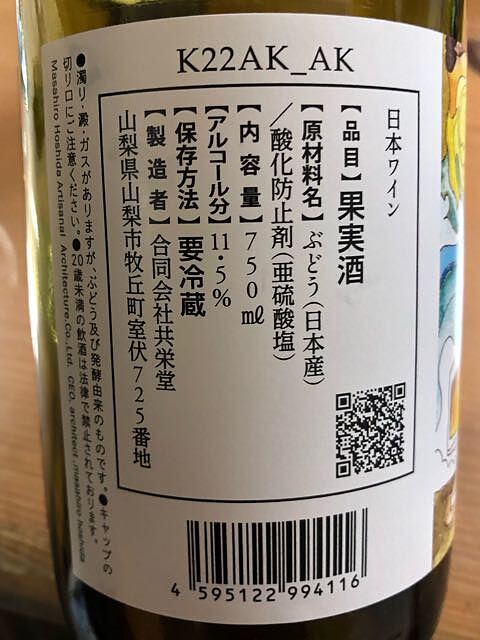 K22AK_AK
日本ワイン
【品目】果実酒
【原材料名】ぶどう(日本産)
／酸化防止剤(亜硫酸塩)
【内容量】750㎖
【アルコール分】11・5%
【保存方法】要冷蔵
【製造者】合同会社共栄堂
山梨県山梨市牧丘町室伏725番地
●濁り・澱・ガスがありますが、ぶどう及び発酵由来のものです。●キャップの
切り口にご注意ください。●20歳未満の飲酒は法律で禁止されております。
Masahiro Hoshida Artisanal Architecture.Co.,Ltd. CEO, architect .masahiro hoshida
4 595122 994116